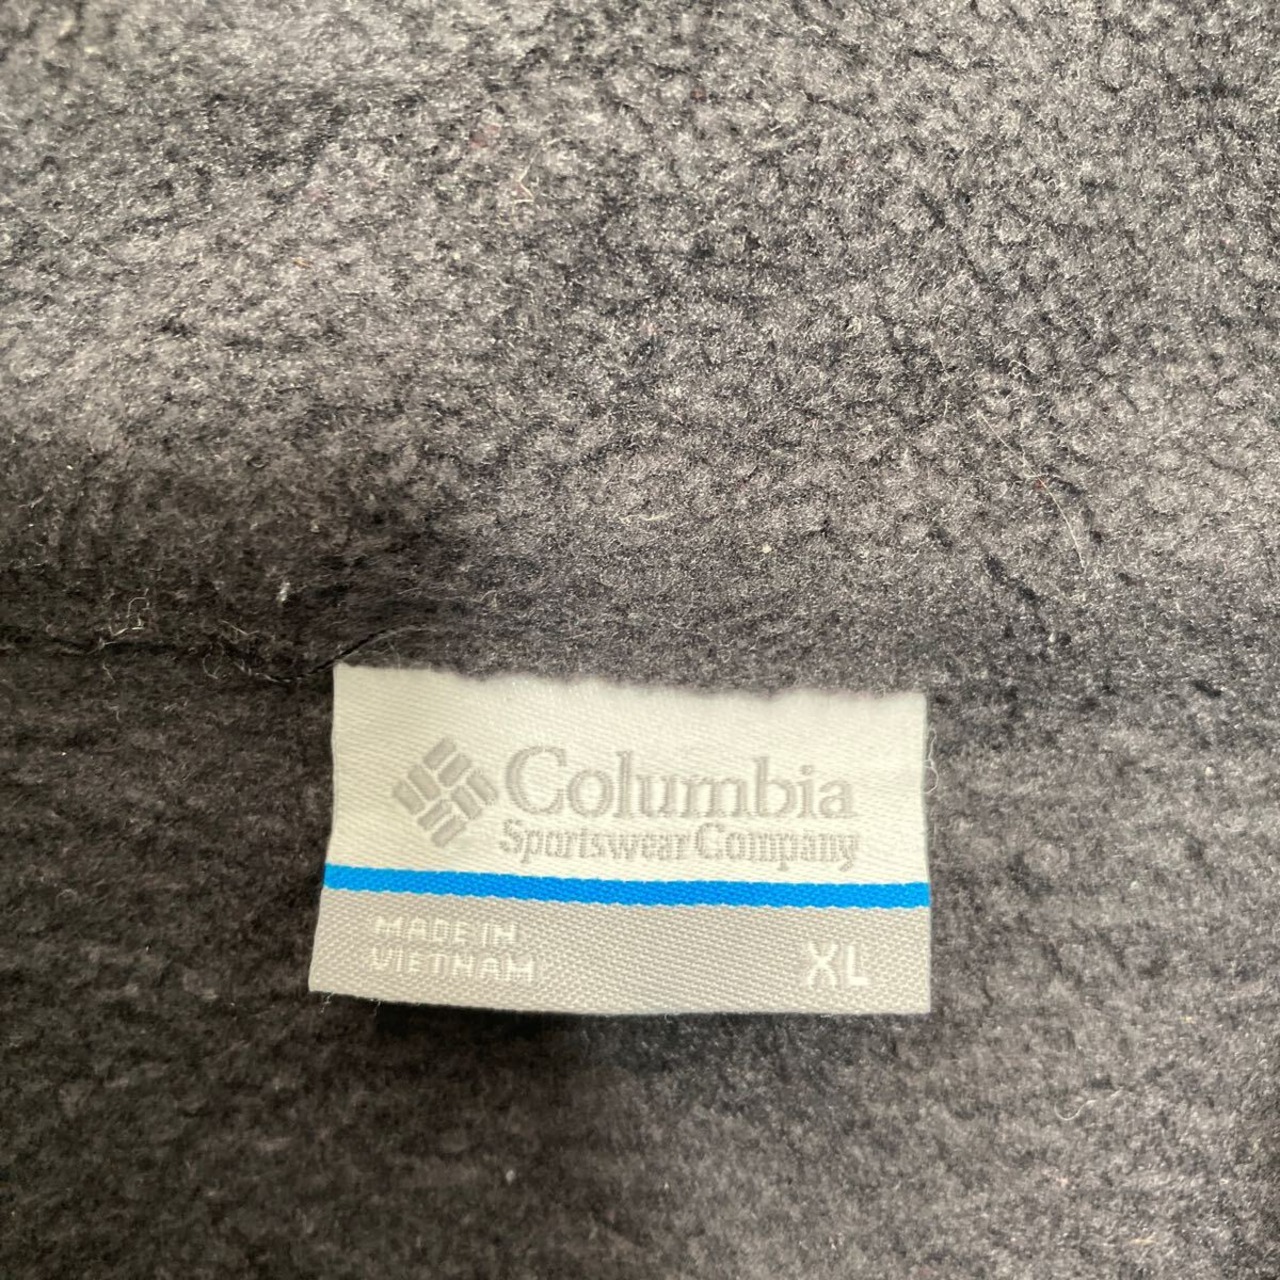 Columbia
Sportswear Company
MADE IN
VIETNAM
XL